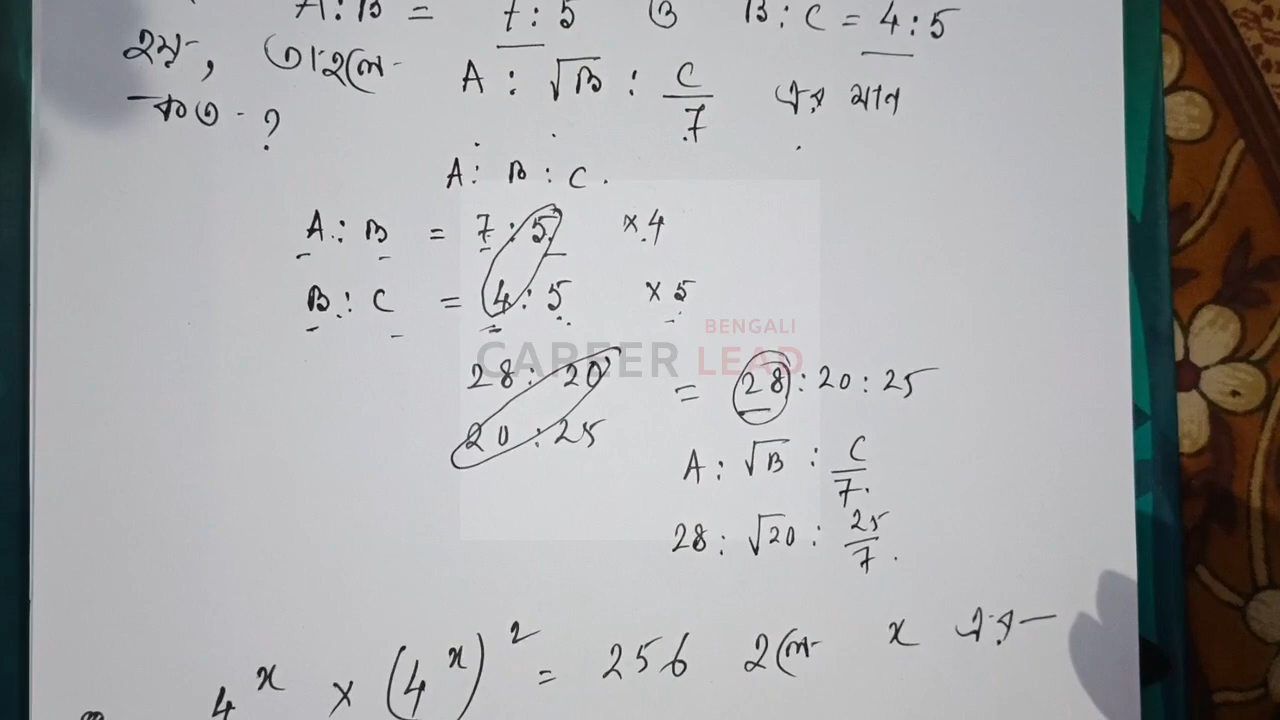 A : B = 7 : 5 ও B : C = 4 : 5
হয়, তাহলে A : √B : C/7 এর মান
কত - ?
A : B : C .
A : B = 7 : 5 × 4
B : C = 4 : 5 × 5
BENGALI
CAREER LEAD
28 : 20 = 28 : 20 : 25
20 : 25
A : √B : C/7 .
28 : √20 : 25/7 .
4^x × (4^x)^2 = 256 হলে x এর